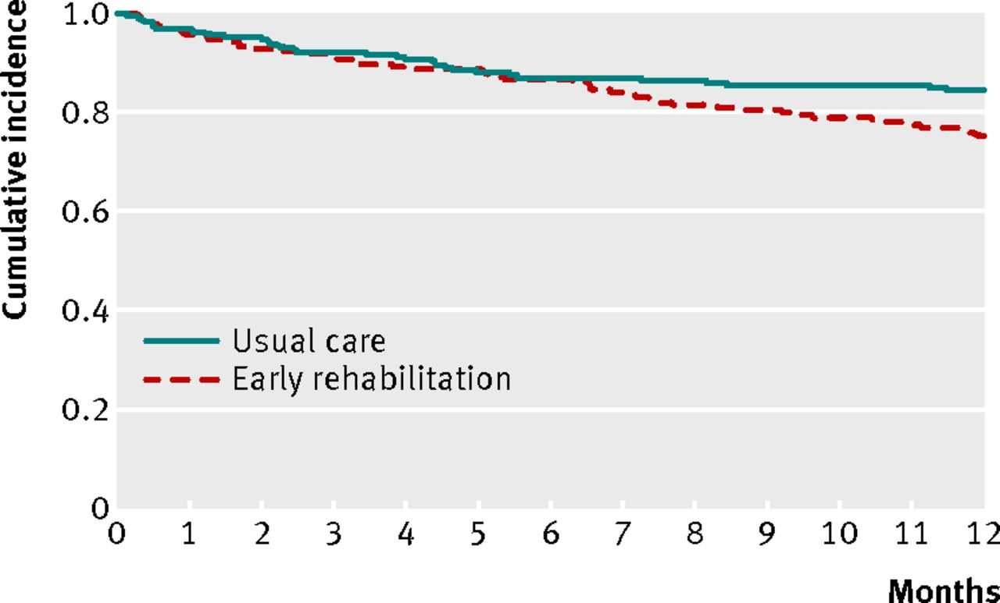 Cumulative incidence
1.0
0.8
0.6
0.4
0.2
0
Usual care
Early rehabilitation
0 1 2 3 4 5 6 7 8 9 10 11 12
Months